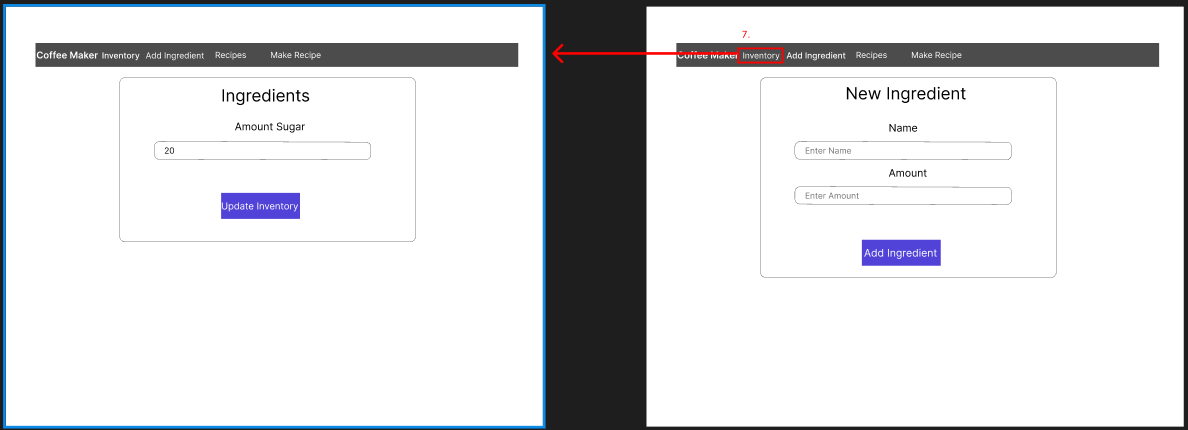 Coffee Maker Inventory Add Ingredient Recipes Make Recipe
Ingredients
Amount Sugar
20
Update Inventory
7.
Coffee Maker Inventory Add Ingredient Recipes Make Recipe
New Ingredient
Name
Enter Name
Amount
Enter Amount
Add Ingredient